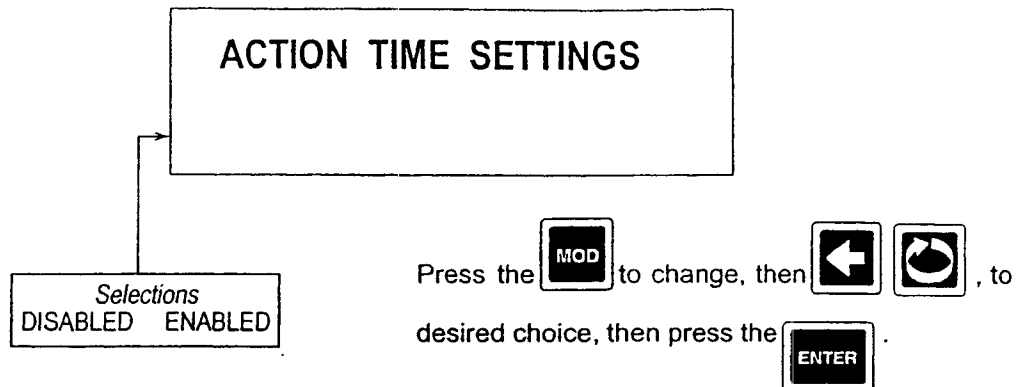 ACTION TIME SETTINGS
Selections
DISABLED ENABLED
Press the MOD to change, then , to
desired choice, then press the ENTER .